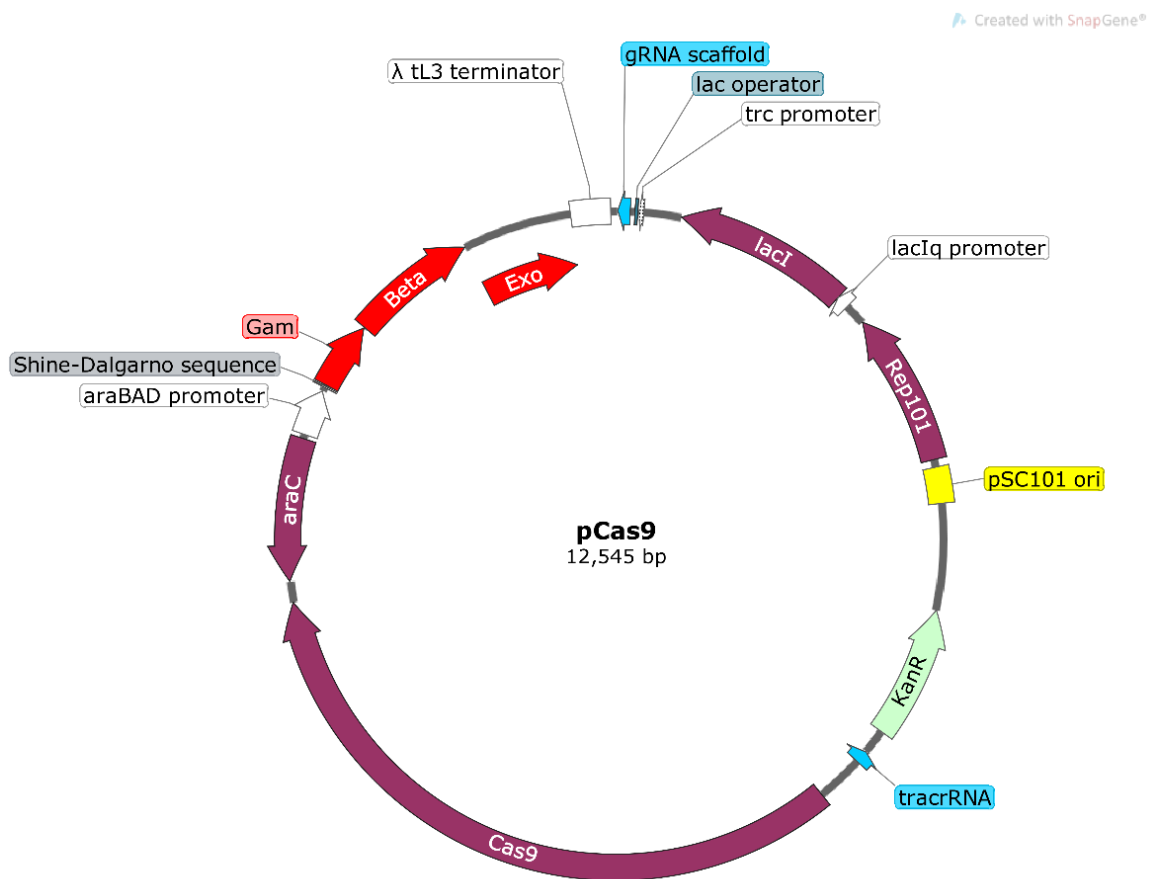 Created with SnapGene®
gRNA scaffold
λ tL3 terminator
lac operator
trc promoter
lacI
lacIq promoter
Beta
Exo
Gam
Shine-Dalgarno sequence
araBAD promoter
Rep101
pSC101 ori
araC
pCas9
12,545 bp
KanR
tracrRNA
Cas9